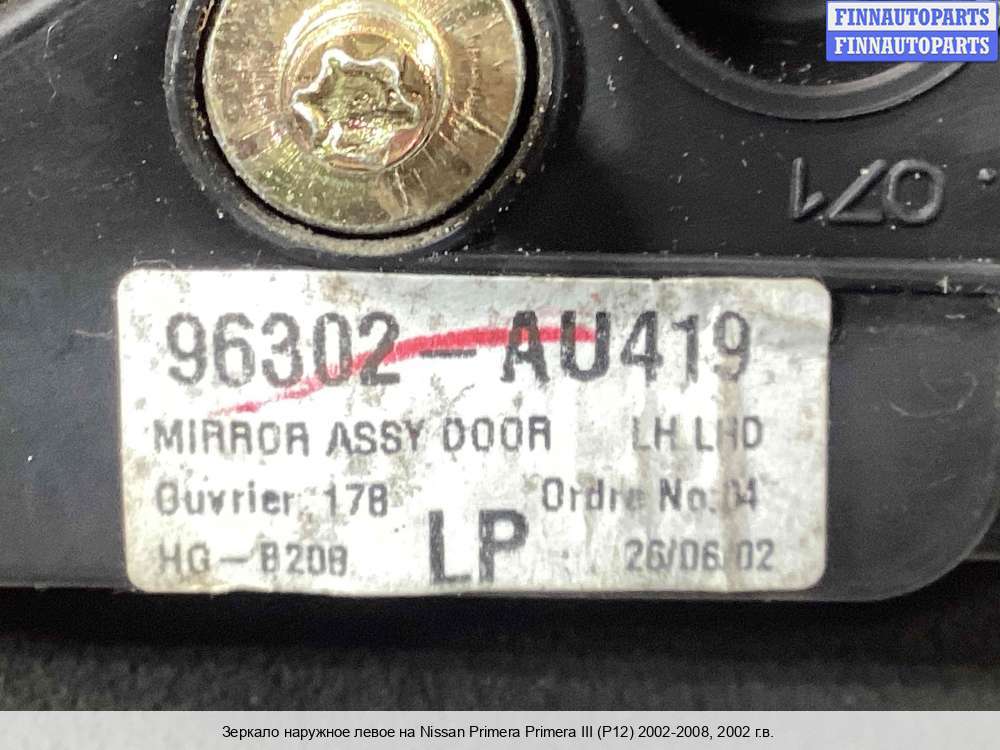 FINNAUTOPARTS
FINNAUTOPARTS
96302-AU419
MIRROR ASSY DOOR LH LHD
Ouvrier: 178 Ordre No:04
HG-B208 LP 26/06/02
Зеркало наружное левое на Nissan Primera Primera III (P12) 2002-2008, 2002 г.в.